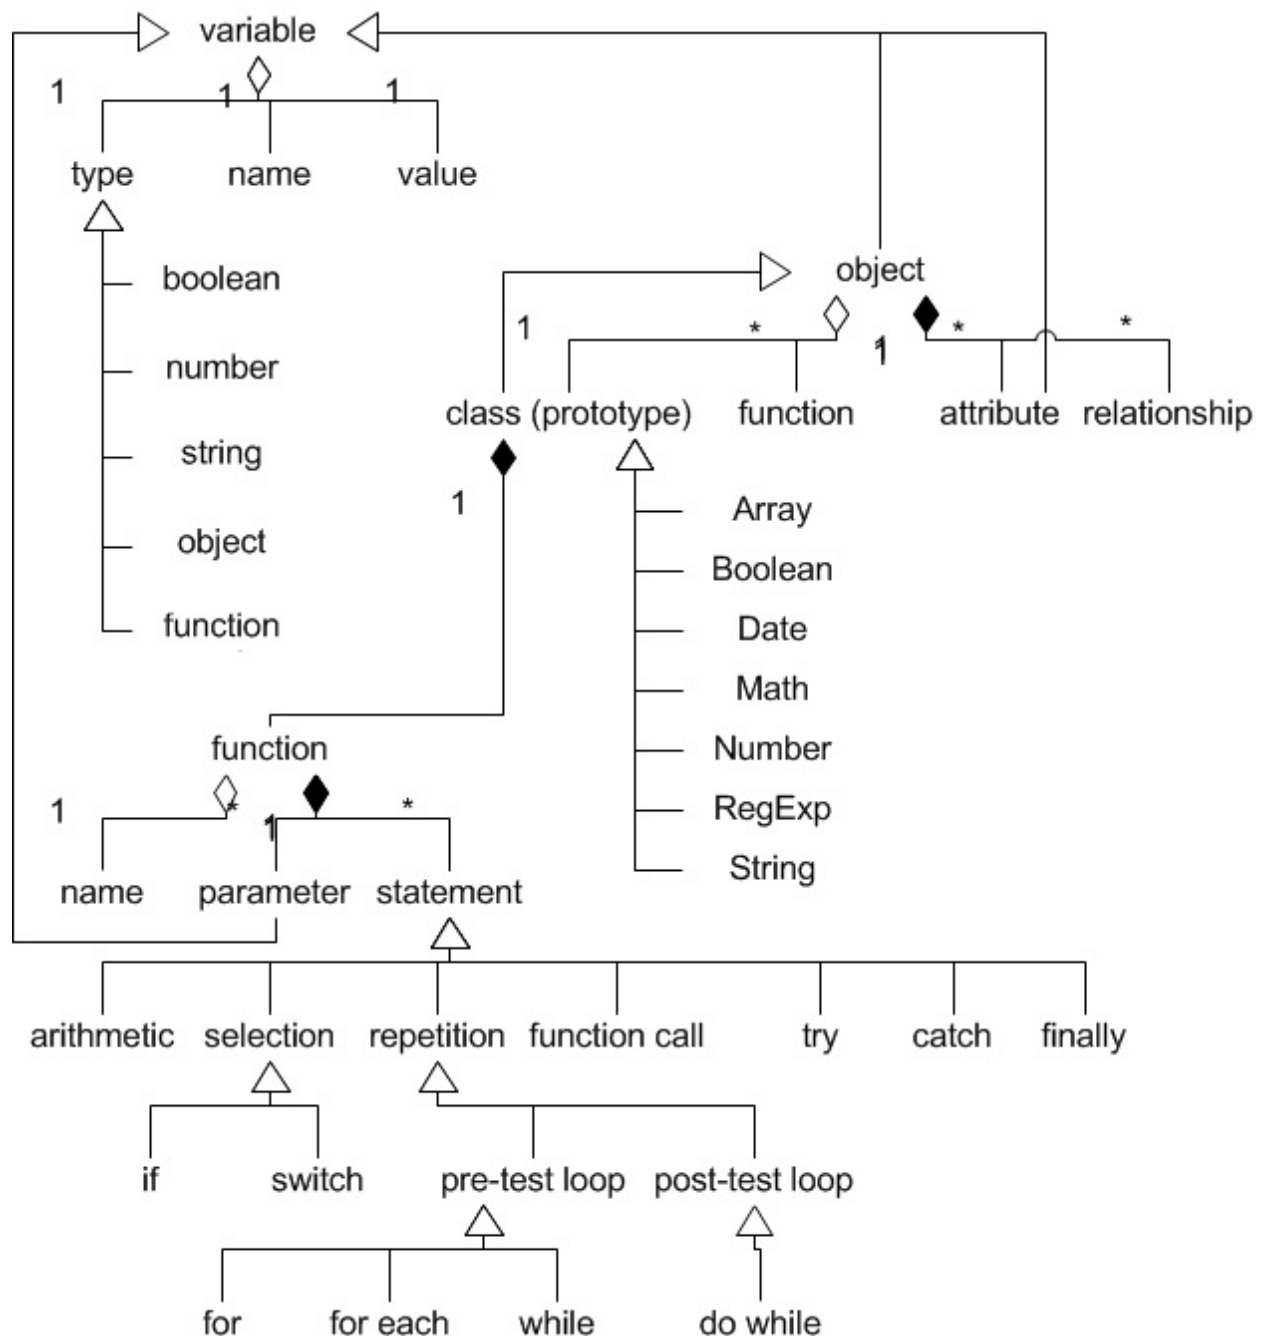 variable
1 1 1
type name value
boolean
number
string
object
function
object
1 * 1 * *
class (prototype) function attribute relationship
1
Array
Boolean
Date
Math
Number
RegExp
String
function
1 * 1 *
name parameter statement
arithmetic selection repetition function call try catch finally
if switch pre-test loop post-test loop
for for each while do while